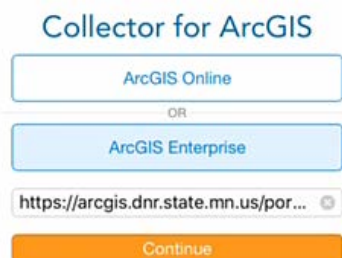 Collector for ArcGIS
ArcGIS Online
OR
ArcGIS Enterprise
https://arcgis.dnr.state.mn.us/por...
Continue